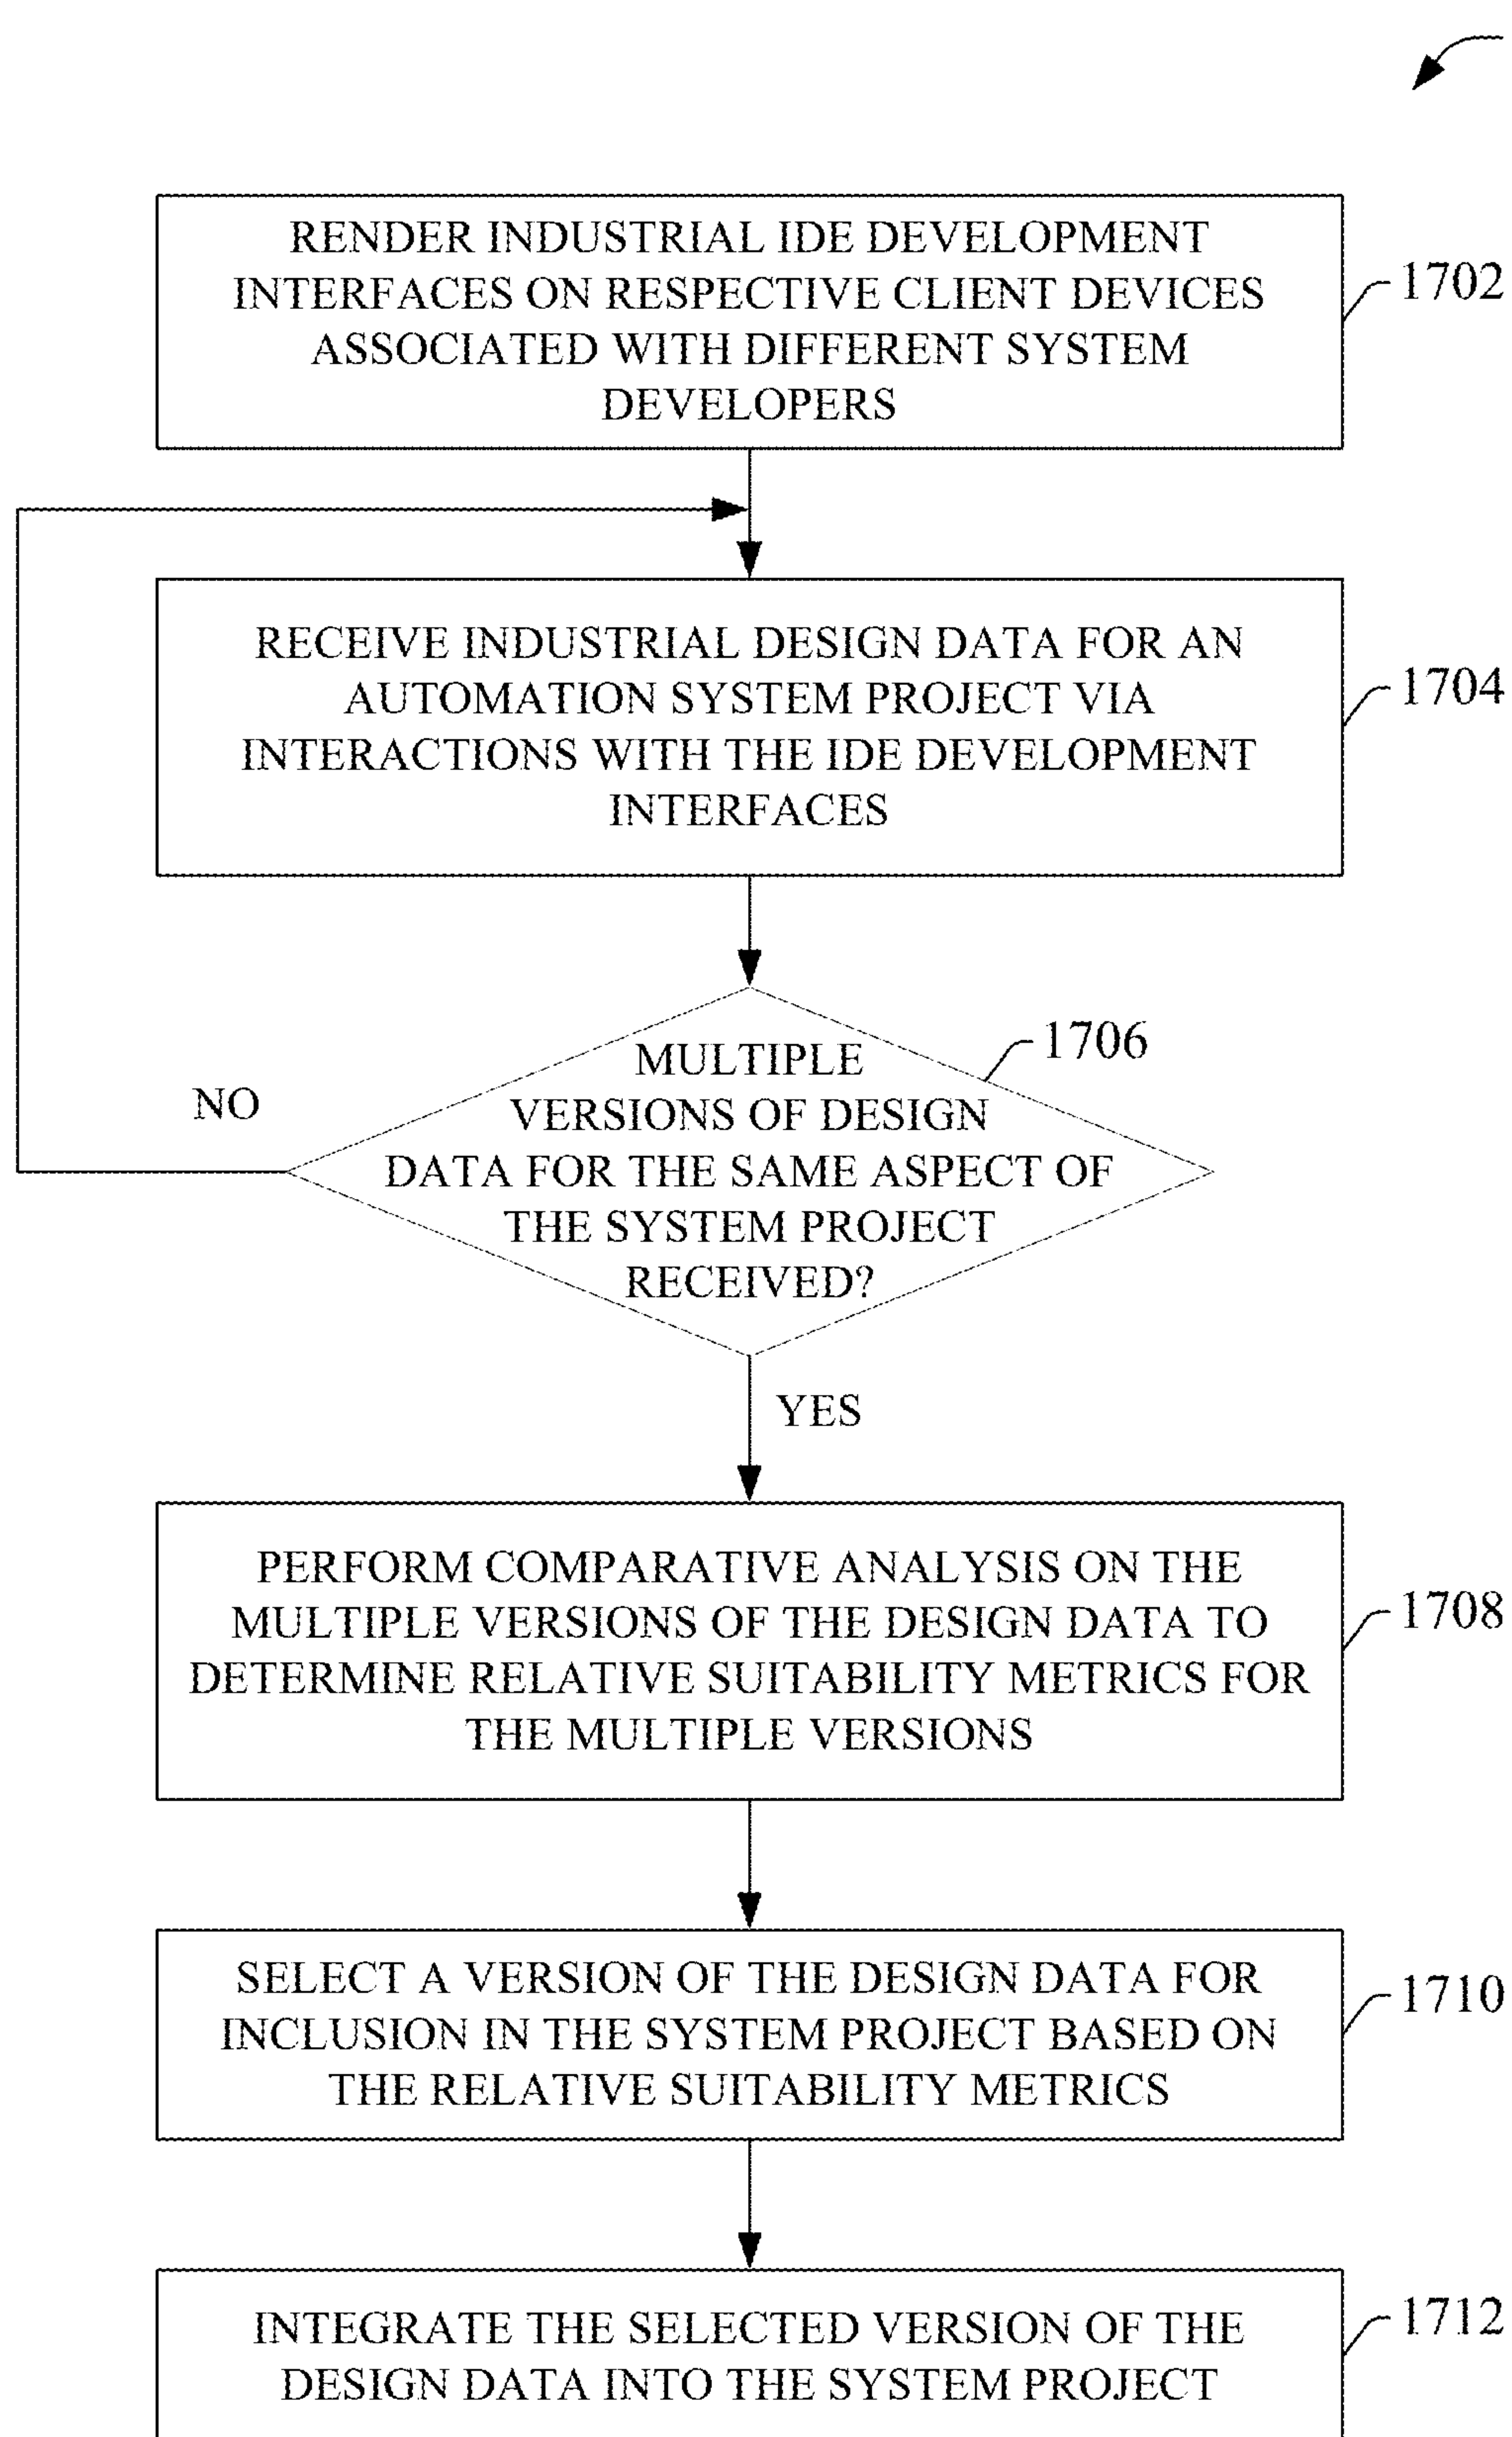 RENDER INDUSTRIAL IDE DEVELOPMENT
INTERFACES ON RESPECTIVE CLIENT DEVICES
ASSOCIATED WITH DIFFERENT SYSTEM
DEVELOPERS
1702
RECEIVE INDUSTRIAL DESIGN DATA FOR AN
AUTOMATION SYSTEM PROJECT VIA
INTERACTIONS WITH THE IDE DEVELOPMENT
INTERFACES
1704
MULTIPLE
VERSIONS OF DESIGN
DATA FOR THE SAME ASPECT OF
THE SYSTEM PROJECT
RECEIVED?
1706
NO
YES
PERFORM COMPARATIVE ANALYSIS ON THE
MULTIPLE VERSIONS OF THE DESIGN DATA TO
DETERMINE RELATIVE SUITABILITY METRICS FOR
THE MULTIPLE VERSIONS
1708
SELECT A VERSION OF THE DESIGN DATA FOR
INCLUSION IN THE SYSTEM PROJECT BASED ON
THE RELATIVE SUITABILITY METRICS
1710
INTEGRATE THE SELECTED VERSION OF THE
DESIGN DATA INTO THE SYSTEM PROJECT
1712